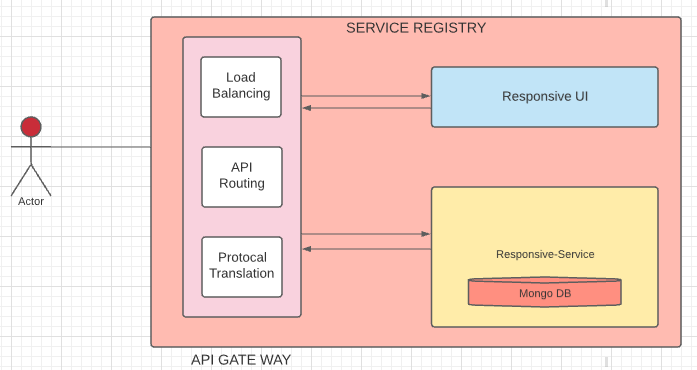 SERVICE REGISTRY
Load
Balancing
Responsive UI
API
Routing
Actor
Protocal
Translation
Responsive-Service
Mongo DB
API GATE WAY